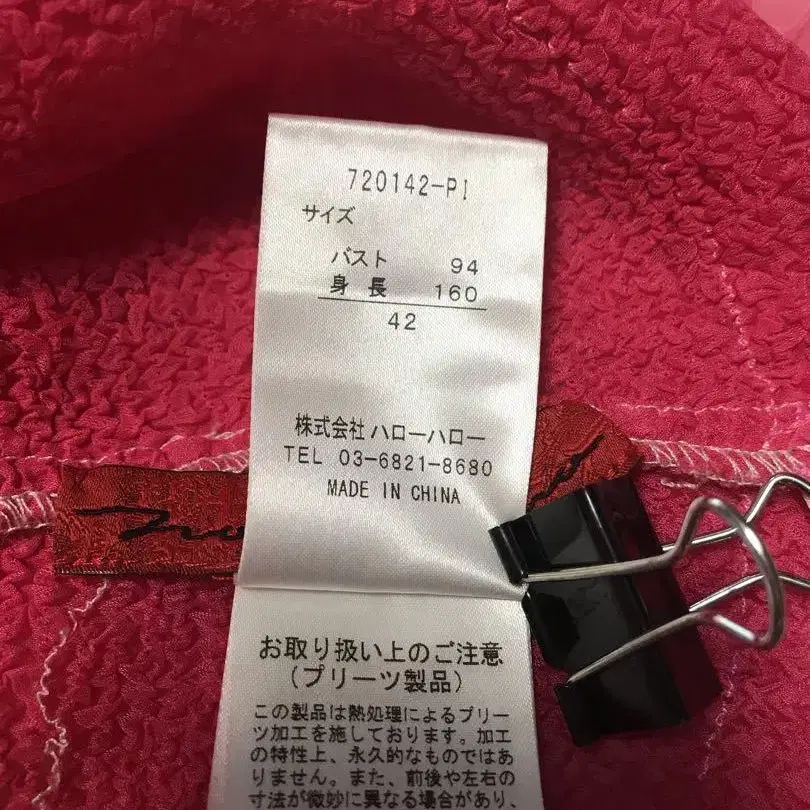 720142-PI
サイズ
バスト 94
身長 160
42
株式会社 ハローハロー
TEL 03-6821-8680
MADE IN CHINA
お取り扱い上のご注意
（プリーツ製品）
この製品は熱処理によるプリー
ツ加工を施しております。加工
の特性上、永久的なものではあ
りません。また、前後や左右の
寸法が微妙に異なる場合があり、